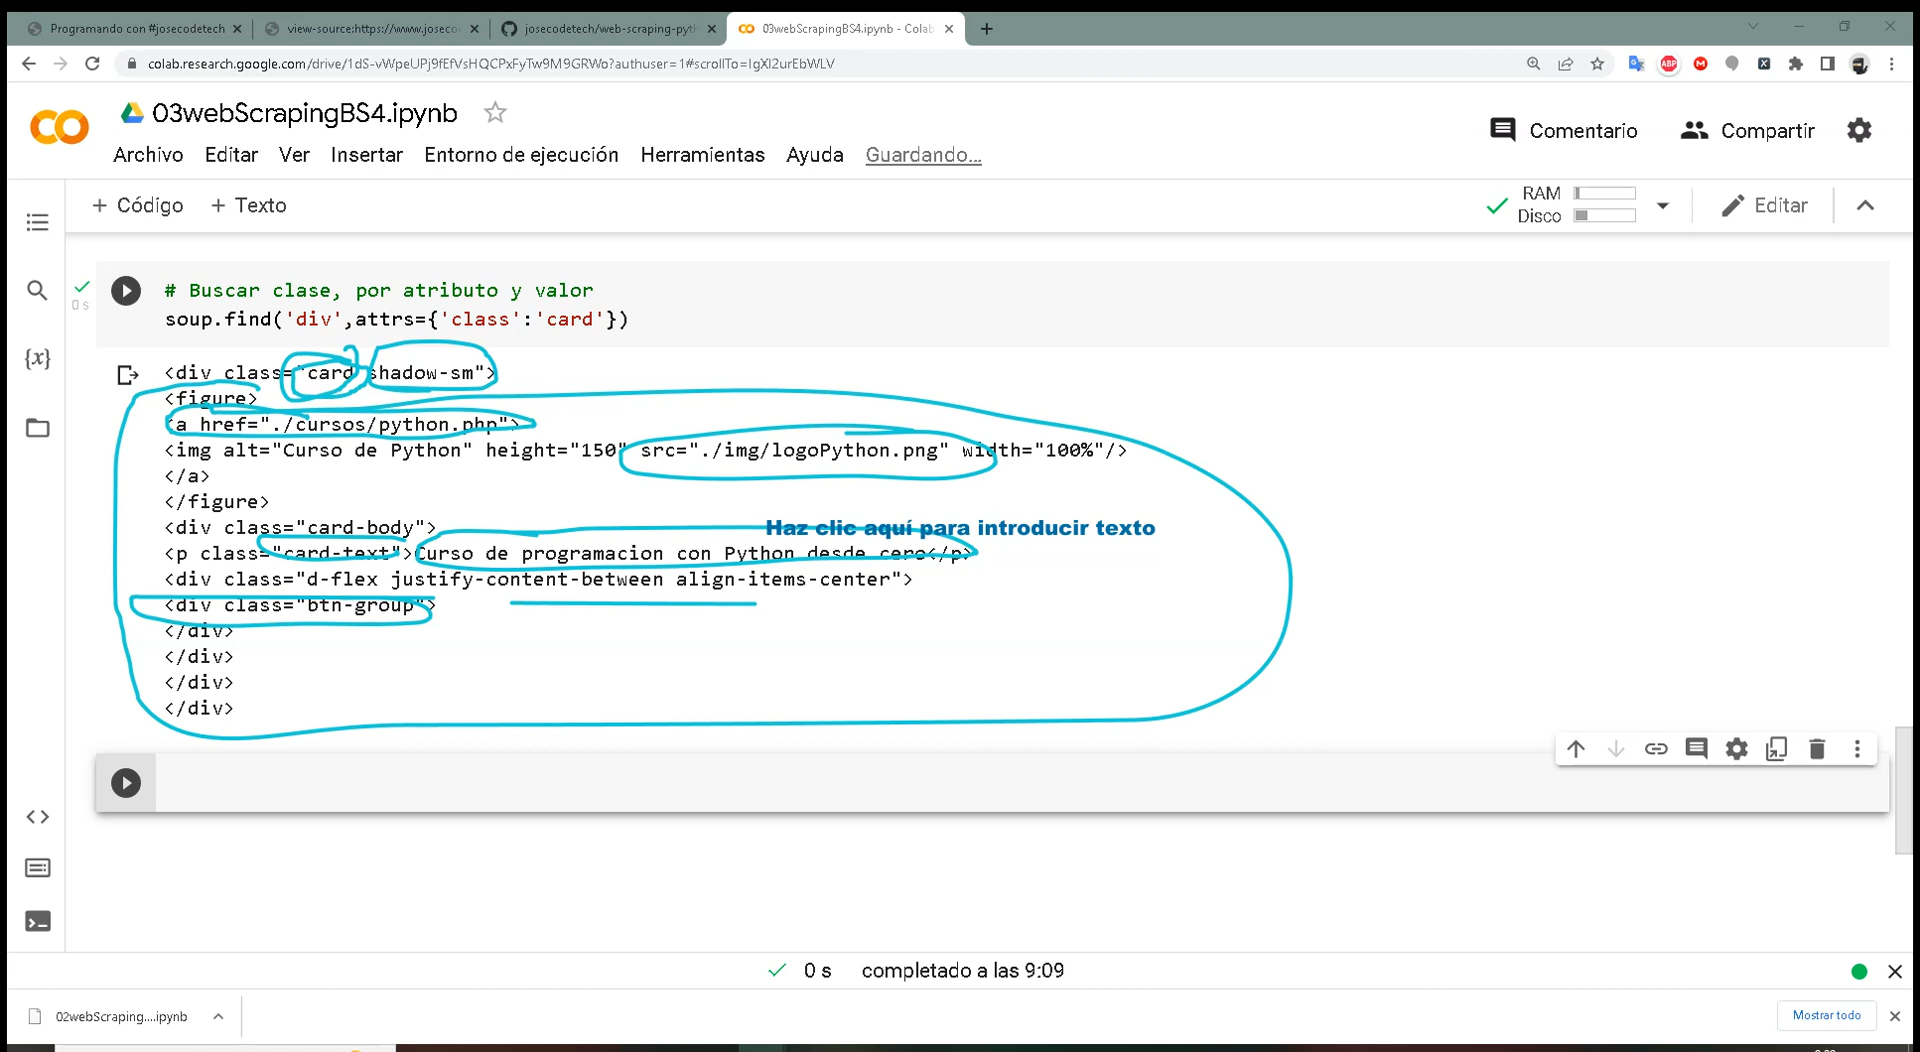 Programando con #josecodetech
view-source:https://www.joseco
josecodetech/web-scraping-pyth
03webScrapingBS4.ipynb - Colab
colab.research.google.com/drive/1dS-vWpeUPj9fEfVsHQCPxFyTw9M9GRWo?authuser=1#scrollTo=IgXI2urEbWLV
ABP
CO
03webScrapingBS4.ipynb
Comentario
Compartir
Archivo Editar Ver Insertar Entorno de ejecución Herramientas Ayuda Guardando...
+ Código + Texto
RAM
Disco
Editar
0 s
# Buscar clase, por atributo y valor
soup.find('div',attrs={'class':'card'})
{x}
<div class="card shadow-sm">
<figure>
<a href="./cursos/python.php">
<img alt="Curso de Python" height="150" src="./img/logoPython.png" width="100%"/>
</a>
</figure>
<div class="card-body">
Haz clic aquí para introducir texto
<p class="card-text">Curso de programacion con Python desde cero</p>
<div class="d-flex justify-content-between align-items-center">
<div class="btn-group">
</div>
</div>
</div>
</div>
0 s completado a las 9:09
02webScraping....ipynb
Mostrar todo